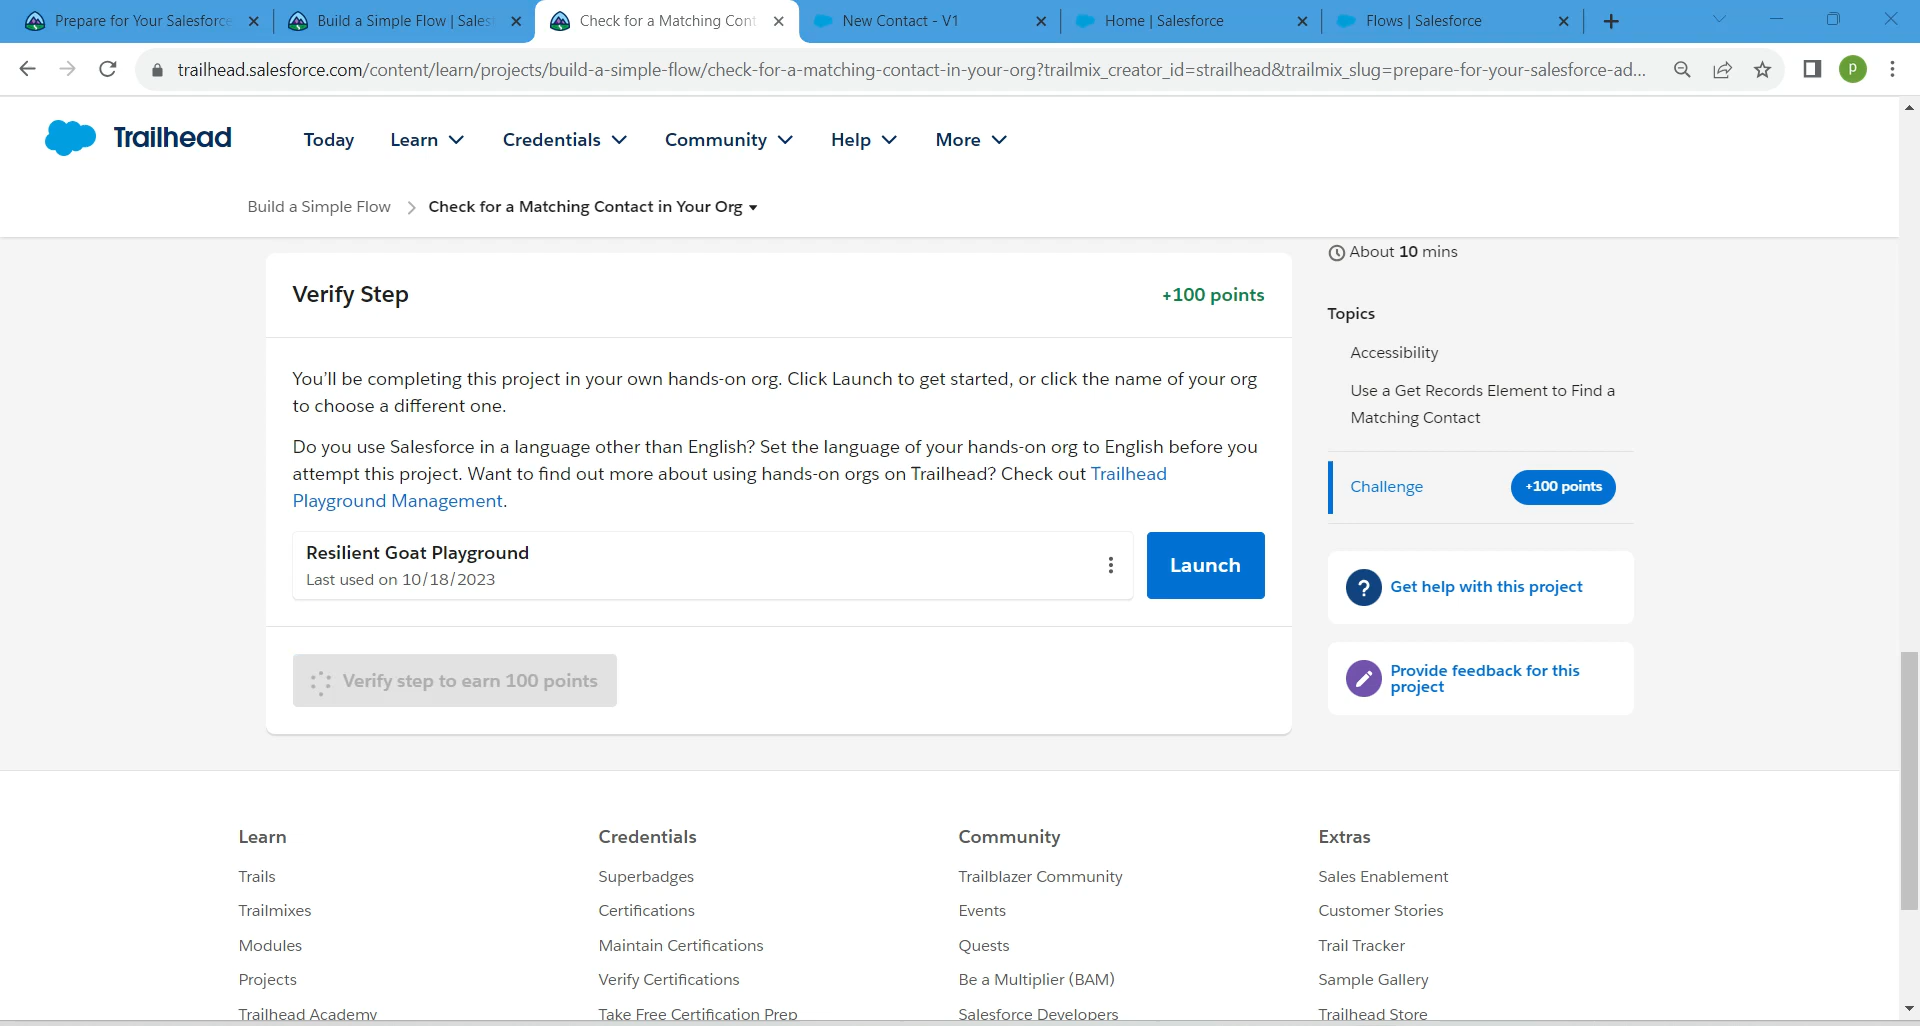 Prepare for Your Salesforce
Build a Simple Flow | Sales
Check for a Matching Cont
New Contact - V1
Home | Salesforce
Flows | Salesforce
trailhead.salesforce.com/content/learn/projects/build-a-simple-flow/check-for-a-matching-contact-in-your-org?trailmix_creator_id=strailhead&trailmix_slug=prepare-for-your-salesforce-ad...
P
Trailhead
Today
Learn
Credentials
Community
Help
More
Build a Simple Flow
Check for a Matching Contact in Your Org
Verify Step
+100 points
You'll be completing this project in your own hands-on org. Click Launch to get started, or click the name of your org
to choose a different one.
Do you use Salesforce in a language other than English? Set the language of your hands-on org to English before you
attempt this project. Want to find out more about using hands-on orgs on Trailhead? Check out Trailhead
Playground Management.
Resilient Goat Playground
Last used on 10/18/2023
Launch
Verify step to earn 100 points
About 10 mins
Topics
Accessibility
Use a Get Records Element to Find a
Matching Contact
Challenge
+100 points
?
Get help with this project
Provide feedback for this
project
Learn
Trails
Trailmixes
Modules
Projects
Trailhead Academy
Credentials
Superbadges
Certifications
Maintain Certifications
Verify Certifications
Take Free Certification Prep
Community
Trailblazer Community
Events
Quests
Be a Multiplier (BAM)
Salesforce Developers
Extras
Sales Enablement
Customer Stories
Trail Tracker
Sample Gallery
Trailhead Store